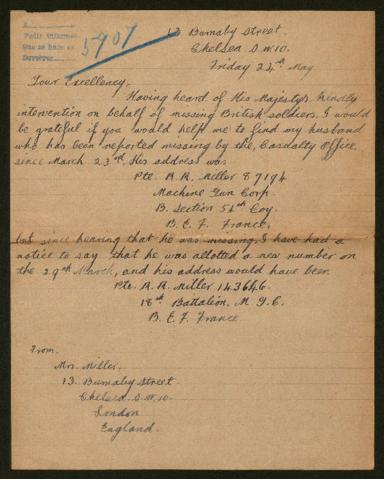 5907
13 Burnaby Street
Chelsea S.W.10.
Friday 24th May
Your Excellency,
Having heard of His Majesty's kindly
intervention on behalf of missing British soldiers, I would
be grateful if you would help me to find my husband
who has been reported missing by the, Casualty Office,
since March 23rd. His address was
Pte. R. R. Miller 87194
Machine Gun Corp.
B. Section 54th Coy.
B. E. F. France.
but since hearing that he was missing, I have had a
notice to say that he was allotted a new number on
the 29th March, and his address would have been
Pte. R. R. Miller 143646.
18th Battalion. M. G. C.
B. E. F. France
From.
Mrs. Miller.
13 Burnaby Street
Chelsea. S.W.10.
London
England.